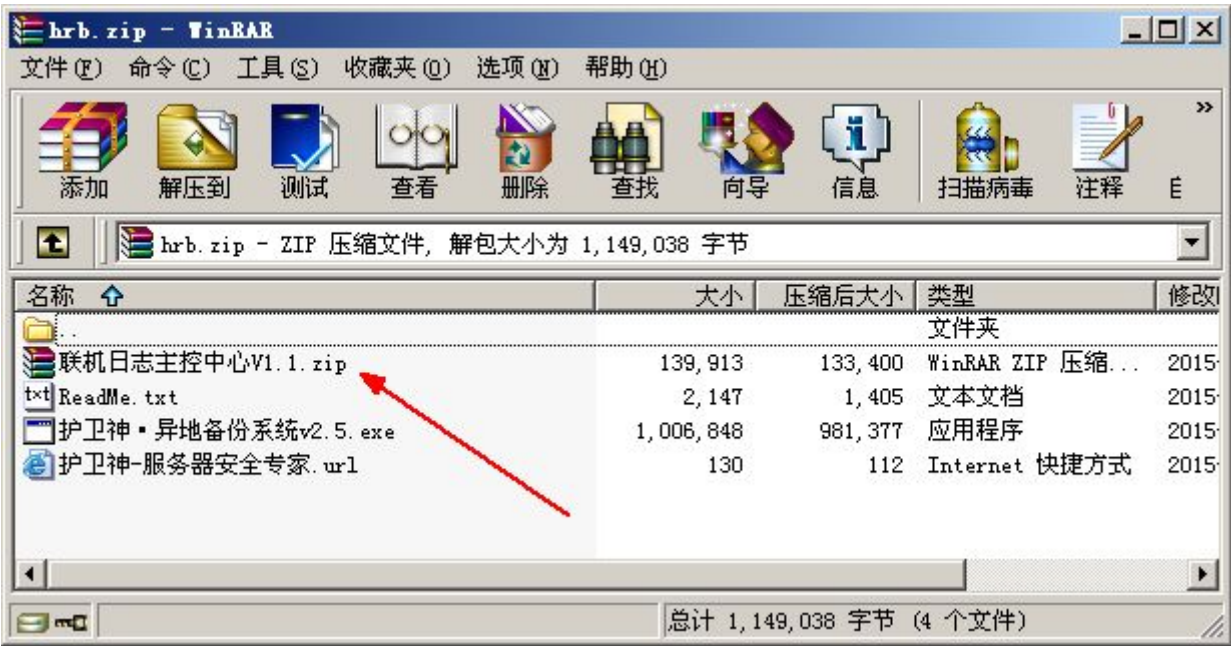 hrb.zip - WinRAR
文件(F) 命令(C) 工具(S) 收藏夹(O) 选项(N) 帮助(H)
添加 解压到 测试 查看 删除 查找 向导 信息 扫描病毒 注释 É
hrb.zip - ZIP 压缩文件, 解包大小为 1,149,038 字节
名称 大小 压缩后大小 类型 修改
.. 文件夹
联机日志主控中心V1.1.zip 139,913 133,400 WinRAR ZIP 压缩... 2015-
ReadMe.txt 2,147 1,405 文本文档 2015-
护卫神·异地备份系统v2.5.exe 1,006,848 981,377 应用程序 2015-
护卫神-服务器安全专家.url 130 112 Internet 快捷方式 2015-
总计 1,149,038 字节 (4 个文件)